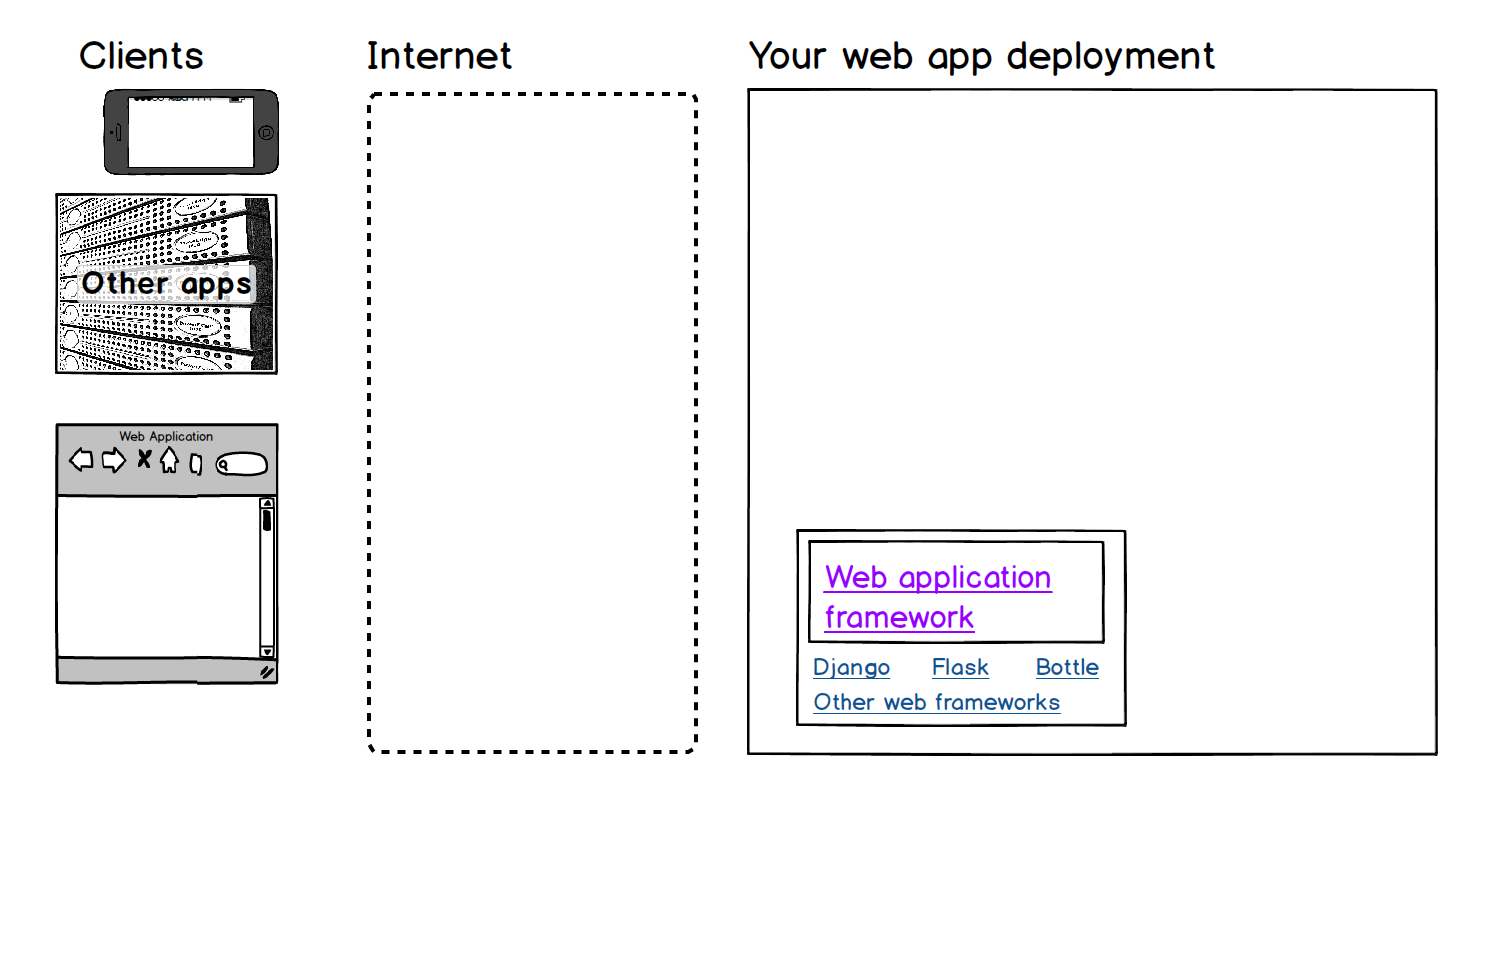 Clients
Internet
Your web app deployment
Other apps
Web Application
Web application
framework
Django Flask Bottle
Other web frameworks